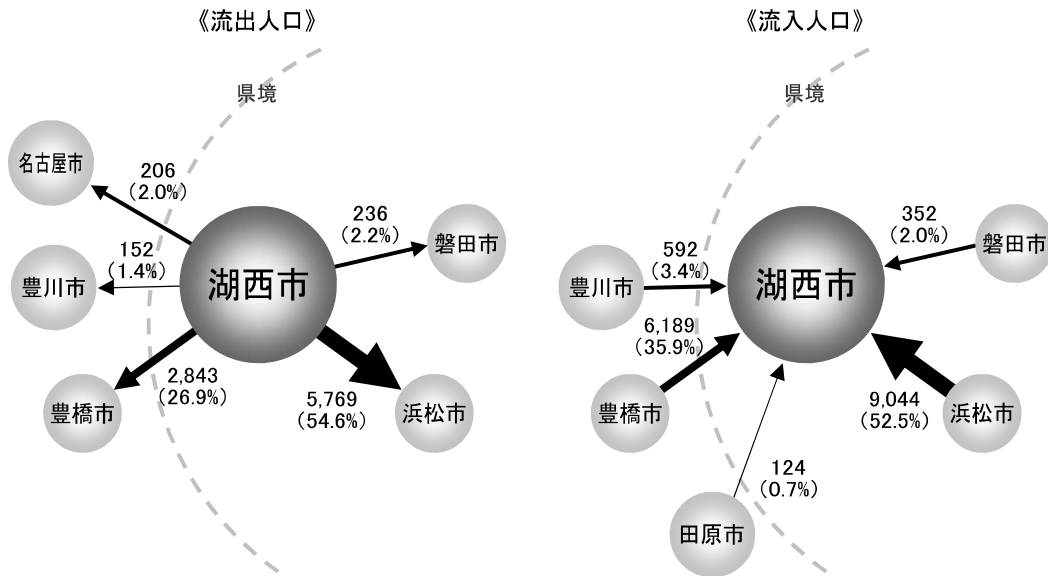 《流出人口》
県境
名古屋市
206
(2.0%)
236
(2.2%)
磐田市
152
(1.4%)
豊川市
湖西市
2,843
(26.9%)
豊橋市
5,769
(54.6%)
浜松市
《流入人口》
県境
352
(2.0%)
磐田市
592
(3.4%)
豊川市
湖西市
6,189
(35.9%)
豊橋市
9,044
(52.5%)
浜松市
124
(0.7%)
田原市